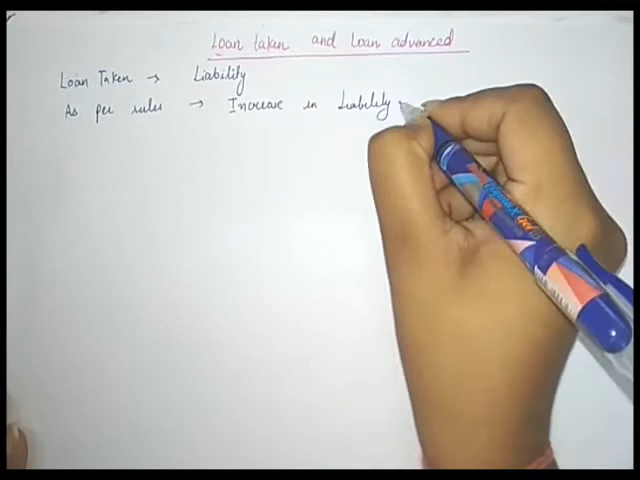 Loan taken and Loan advanced
Loan Taken → Liability
As per rules → Increase in Liability